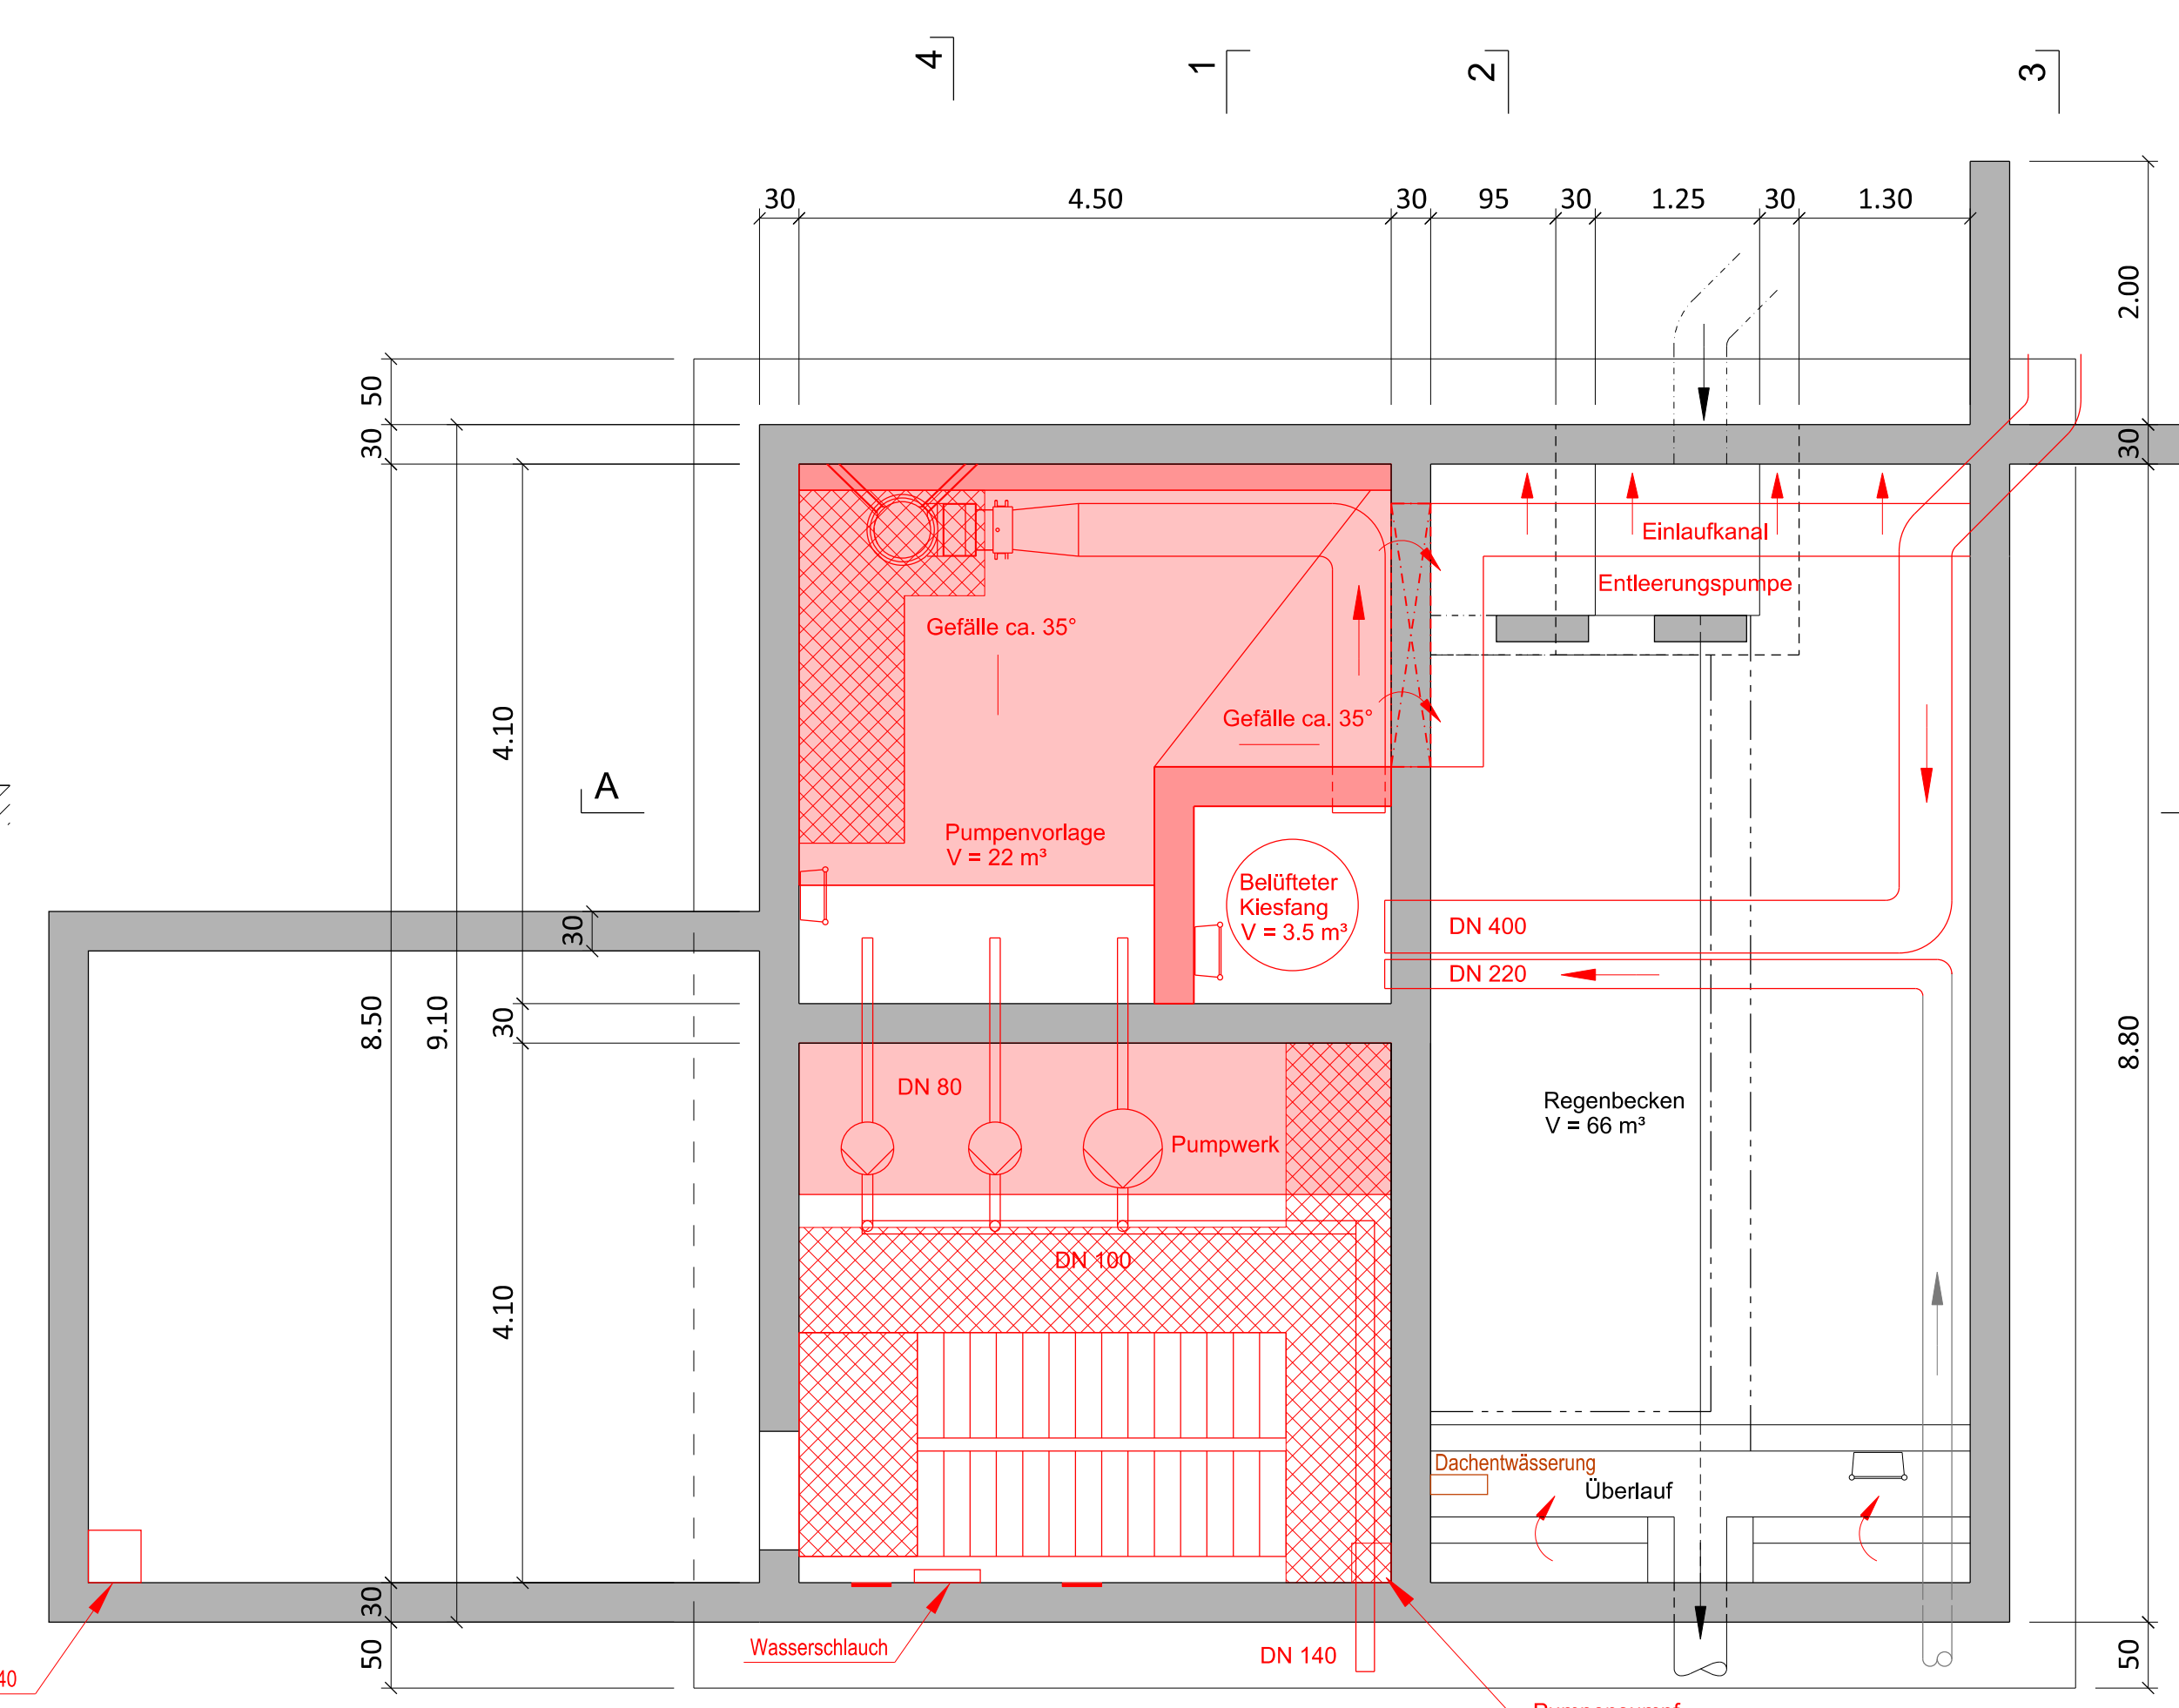 4
1
2
3
30
4.50
30
95
30
1.25
30
1.30
2.00
50
30
30
Einlaufkanal
Entleerungspumpe
Gefälle ca. 35°
Gefälle ca. 35°
4.10
A
Pumpenvorlage
V = 22 m³
Belüfteter
Kiesfang
V = 3.5 m³
DN 400
DN 220
30
8.50
9.10
30
8.80
DN 80
Regenbecken
V = 66 m³
Pumpwerk
DN 100
4.10
Dachentwässerung
Überlauf
30
50
Wasserschlauch
DN 140
50
40